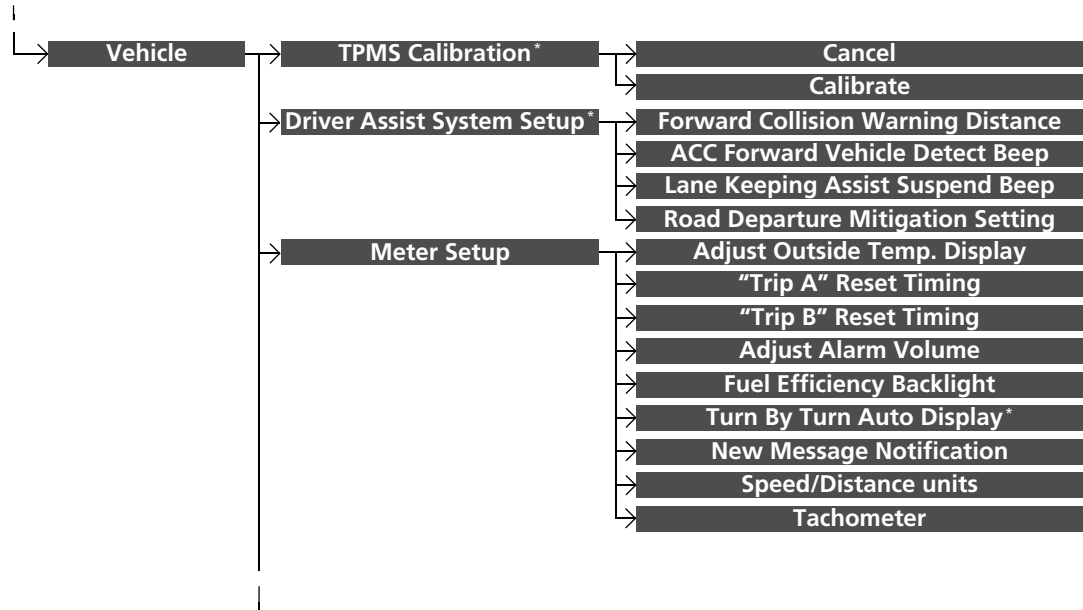 Vehicle
TPMS Calibration*
Cancel
Calibrate
Driver Assist System Setup*
Forward Collision Warning Distance
ACC Forward Vehicle Detect Beep
Lane Keeping Assist Suspend Beep
Road Departure Mitigation Setting
Meter Setup
Adjust Outside Temp. Display
“Trip A” Reset Timing
“Trip B” Reset Timing
Adjust Alarm Volume
Fuel Efficiency Backlight
Turn By Turn Auto Display*
New Message Notification
Speed/Distance units
Tachometer